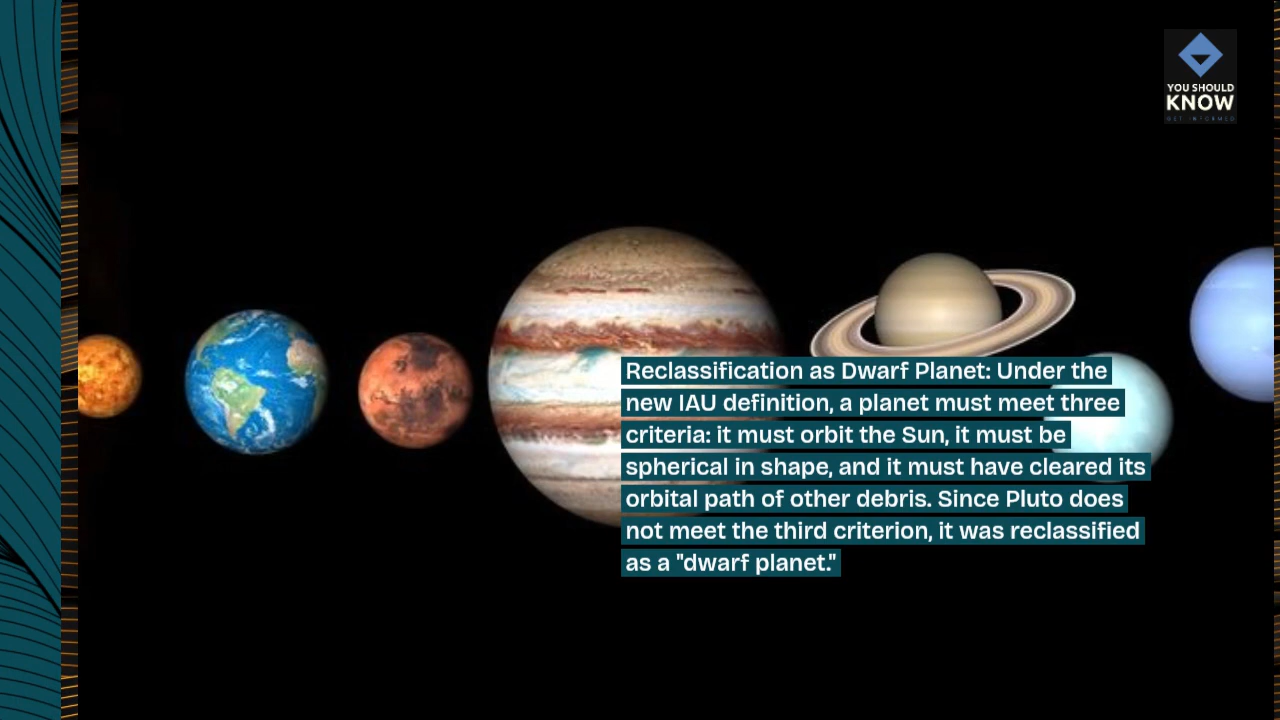 YOU SHOULD
KNOW
GET INFORMED
Reclassification as Dwarf Planet: Under the
new IAU definition, a planet must meet three
criteria: it must orbit the Sun, it must be
spherical in shape, and it must have cleared its
orbital path of other debris. Since Pluto does
not meet the third criterion, it was reclassified
as a "dwarf planet."